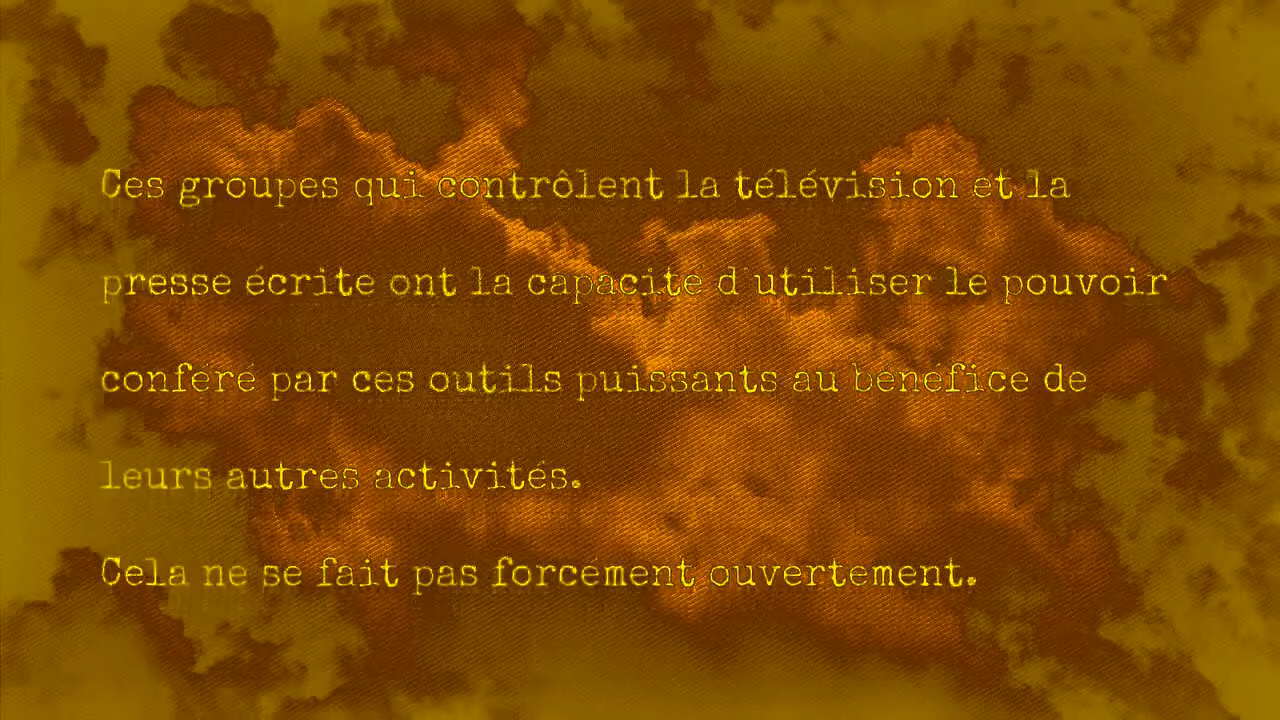 Ces groupes qui contrôlent la télévision et la
presse écrite ont la capacité d'utiliser le pouvoir
conféré par ces outils puissants au bénéfice de
leurs autres activités.
Cela ne se fait pas forcément ouvertement.